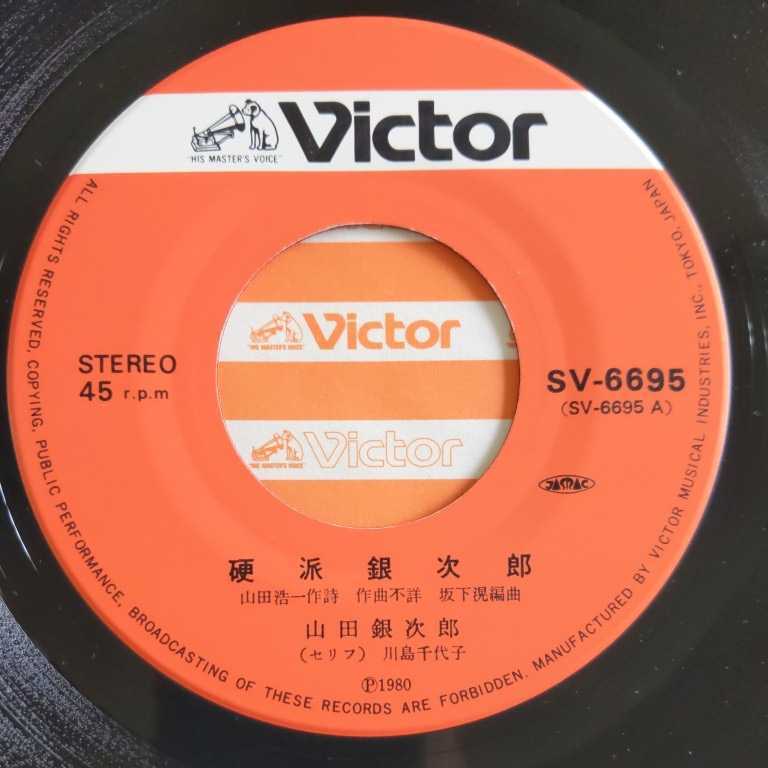 Victor
"HIS MASTER'S VOICE"
Victor
"HIS MASTER'S VOICE"
Victor
"HIS MASTER'S VOICE"
STEREO
45 r.p.m
SV-6695
(SV-6695 A)
JASRAC
硬派銀次郎
山田浩一作詩 作曲不詳 坂下滉編曲
山田銀次郎
(セリフ) 川島千代子
Ⓟ1980
ALL RIGHTS RESERVED, COPYING, PUBLIC PERFORMANCE, BROADCASTING OF THESE RECORDS ARE FORBIDDEN. MANUFACTURED BY VICTOR MUSICAL INDUSTRIES, INC., TOKYO, JAPAN